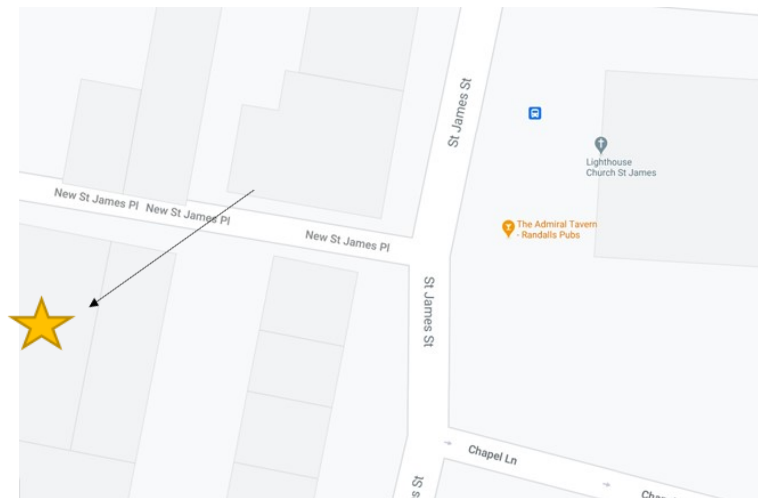 St James St
Lighthouse
Church St James
New St James Pl
New St James Pl
The Admiral Tavern
- Randalls Pubs
New St James Pl
St James St
Chapel Ln